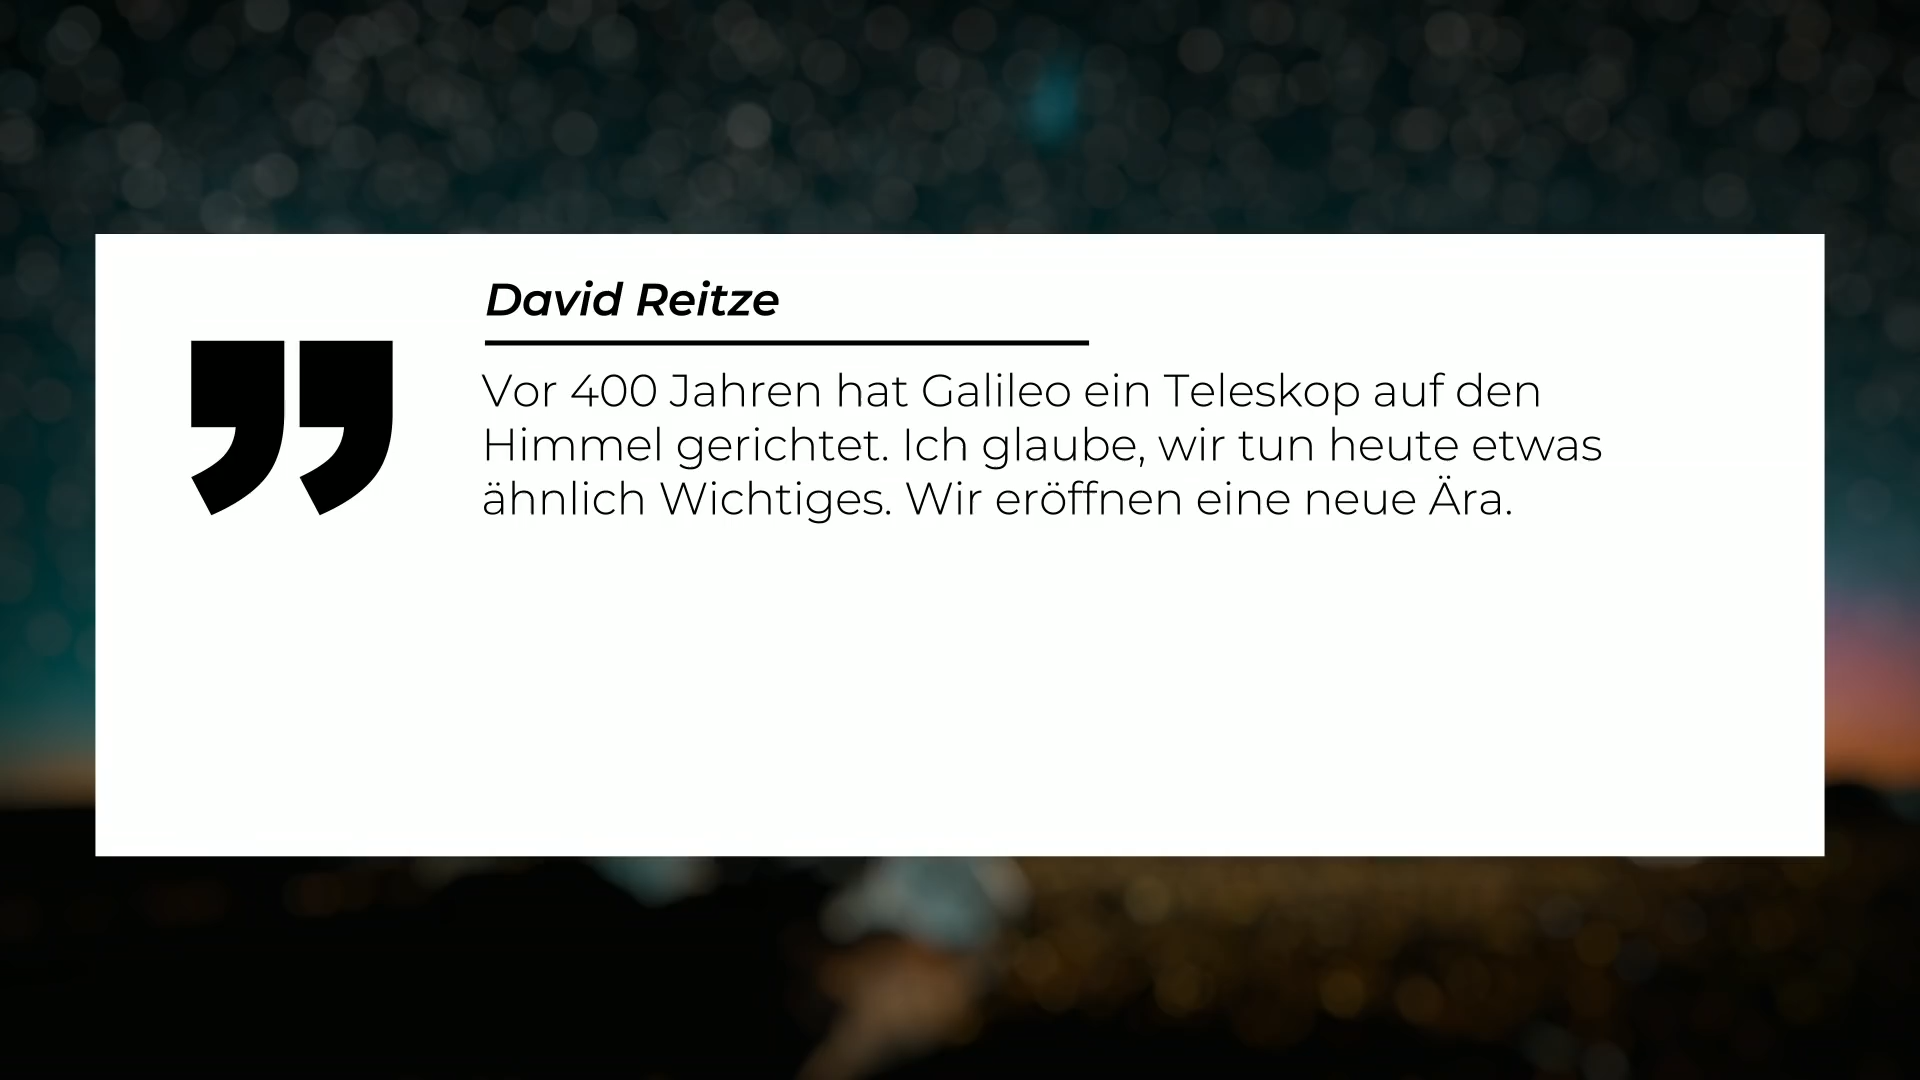 David Reitze
Vor 400 Jahren hat Galileo ein Teleskop auf den
Himmel gerichtet. Ich glaube, wir tun heute etwas
ähnlich Wichtiges. Wir eröffnen eine neue Ära.